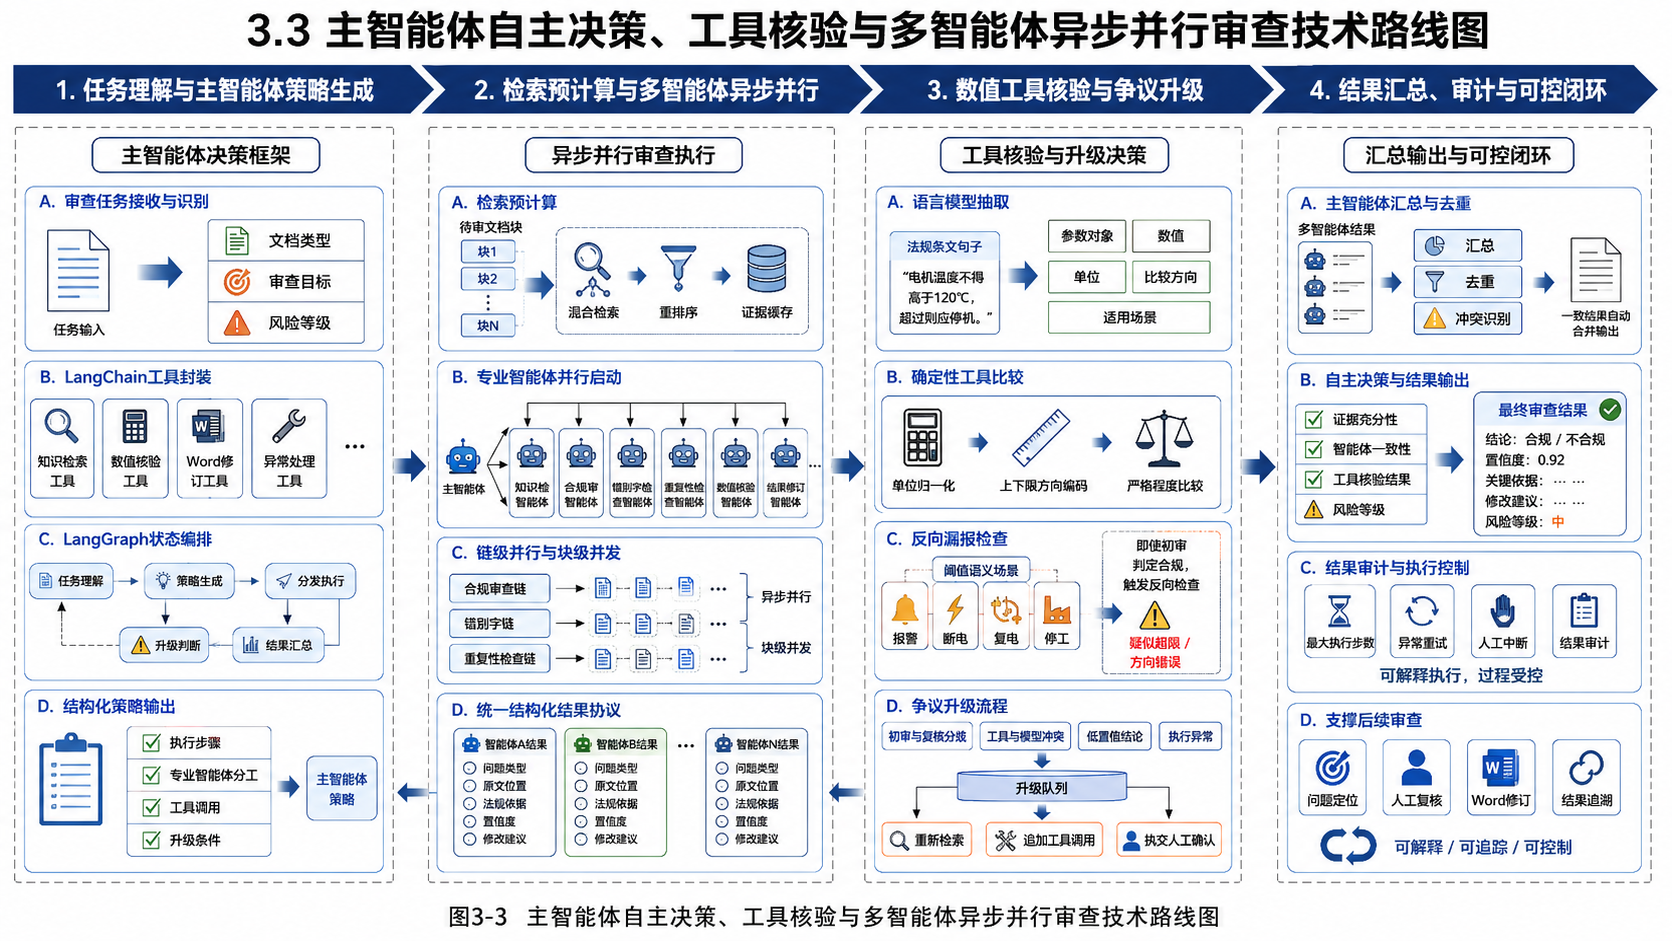 3.3 主智能体自主决策、工具核验与多智能体异步并行审查技术路线图
1. 任务理解与主智能体策略生成
2. 检索预计算与多智能体异步并行
3. 数值工具核验与争议升级
4. 结果汇总、审计与可控闭环
主智能体决策框架
A. 审查任务接收与识别
任务输入
文档类型
审查目标
风险等级
B. LangChain工具封装
知识检索
工具
数值核验
工具
Word修
订工具
异常处理
工具
...
C. LangGraph状态编排
任务理解
策略生成
分发执行
升级判断
结果汇总
D. 结构化策略输出
执行步骤
专业智能体分工
工具调用
升级条件
主智能体
策略
异步并行审查执行
A. 检索预计算
待审文档块
块1
块2
⋮
块N
混合检索
重排序
证据缓存
B. 专业智能体并行启动
主智能体
知识检
智能体
合规审
智能体
错别字检
查智能体
重复性检
查智能体
数值核验
智能体
结果修订
智能体
...
C. 链级并行与块级并发
合规审查链
错别字链
重复性检查链
...
...
...
异步并行
块级并发
D. 统一结构化结果协议
智能体A结果
问题类型
原文位置
法规依据
置信度
修改建议
智能体B结果
问题类型
原文位置
法规依据
置信度
修改建议
...
智能体N结果
问题类型
原文位置
法规依据
置信度
修改建议
工具核验与升级决策
A. 语言模型抽取
法规条文句子
“电机温度不得
高于120℃，
超过则应停机。”
参数对象
数值
单位
比较方向
适用场景
B. 确定性工具比较
单位归一化
上下限方向编码
严格程度比较
C. 反向漏报检查
阈值语义场景
报警
断电
复电
停工
即使初审
判定合规，
触发反向检查
疑似超限 /
方向错误
D. 争议升级流程
初审与复核分歧
工具与模型冲突
低置信结论
执行异常
升级队列
重新检索
追加工具调用
执交人工确认
汇总输出与可控闭环
A. 主智能体汇总与去重
多智能体结果
汇总
去重
冲突识别
一致结果自动
合并输出
B. 自主决策与结果输出
证据充分性
智能体一致性
工具核验结果
风险等级
最终审查结果
结论：合规 / 不合规
置信度：0.92
关键依据：... ...
修改建议：... ...
风险等级：中
C. 结果审计与执行控制
最大执行步数
异常重试
人工中断
结果审计
可解释执行，过程受控
D. 支撑后续审查
问题定位
人工复核
Word修订
结果追溯
可解释 / 可追踪 / 可控制
图3-3 主智能体自主决策、工具核验与多智能体异步并行审查技术路线图